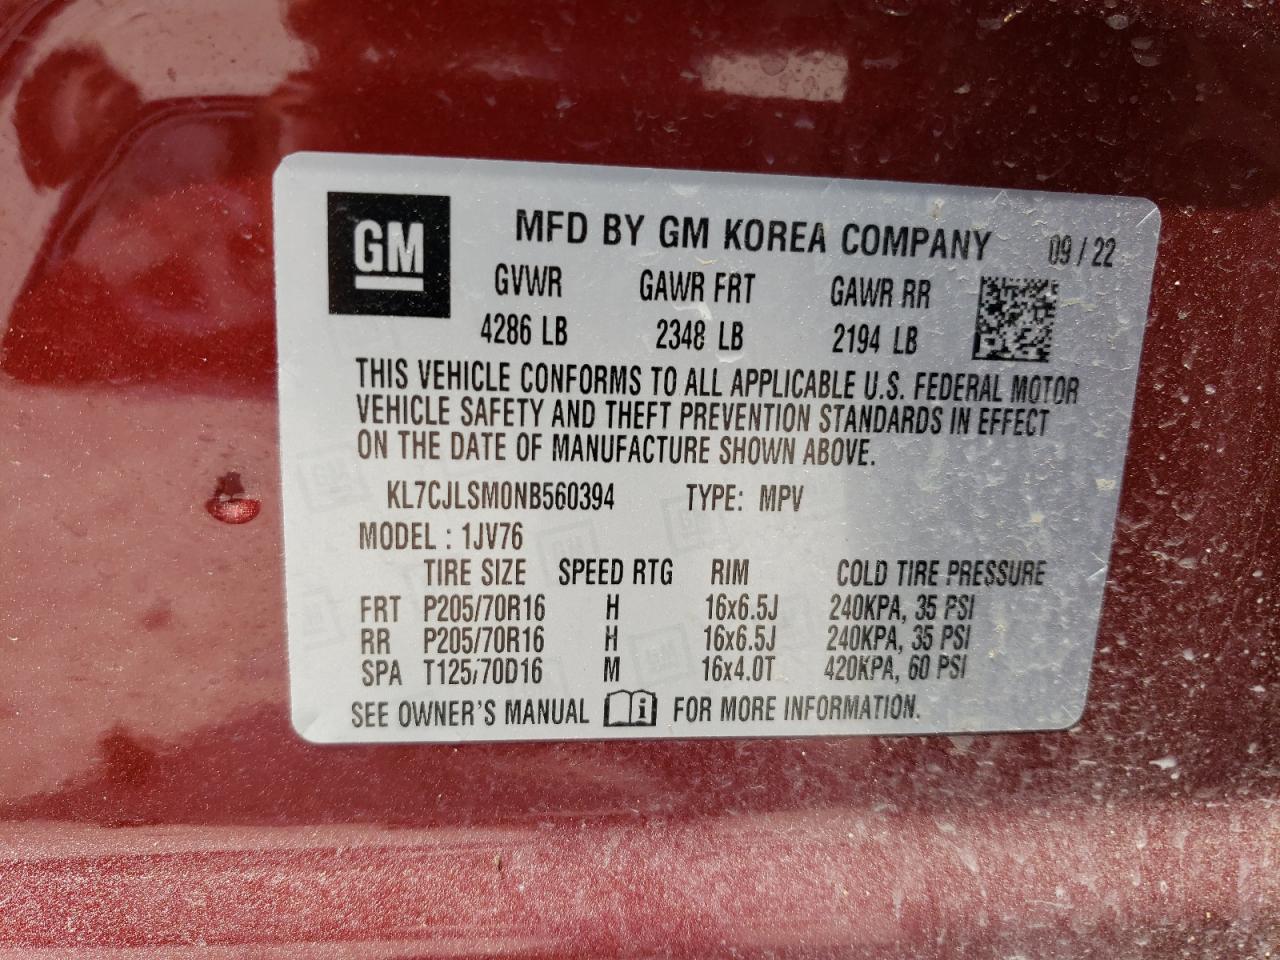 GM MFD BY GM KOREA COMPANY 09 / 22
GVWR GAWR FRT GAWR RR
4286 LB 2348 LB 2194 LB
THIS VEHICLE CONFORMS TO ALL APPLICABLE U.S. FEDERAL MOTOR
VEHICLE SAFETY AND THEFT PREVENTION STANDARDS IN EFFECT
ON THE DATE OF MANUFACTURE SHOWN ABOVE.
KL7CJLSM0NB560394 TYPE: MPV
MODEL : 1JV76
TIRE SIZE SPEED RTG RIM COLD TIRE PRESSURE
FRT P205/70R16 H 16x6.5J 240KPA, 35 PSI
RR P205/70R16 H 16x6.5J 240KPA, 35 PSI
SPA T125/70D16 M 16x4.0T 420KPA, 60 PSI
SEE OWNER'S MANUAL i FOR MORE INFORMATION.